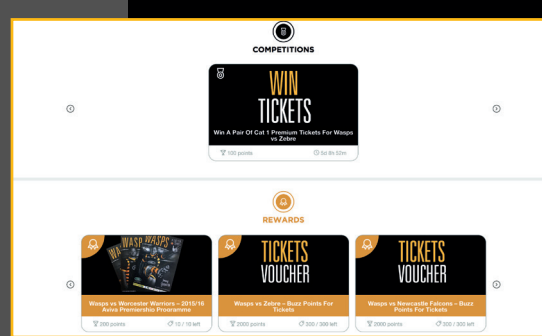 COMPETITIONS
WIN
TICKETS
Win A Pair Of Cat 1 Premium Tickets For Wasps
vs Zebre
100 points
5d 8h 52m
REWARDS
WASPS WASPS
TICKETS
VOUCHER
TICKETS
VOUCHER
Wasps vs Worcester Warriors – 2015/16
Aviva Premiership Programme
Wasps vs Zebre – Buzz Points For
Tickets
Wasps vs Newcastle Falcons – Buzz
Points For Tickets
200 points
10 / 10 left
2000 points
300 / 300 left
2000 points
300 / 300 left